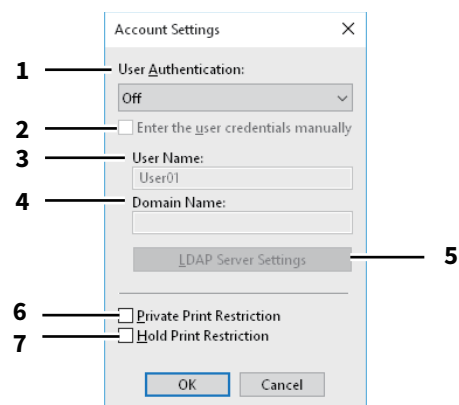 Account Settings
1
User Authentication:
Off
2
Enter the user credentials manually
3
User Name:
User01
4
Domain Name:
LDAP Server Settings
5
6
Private Print Restriction
7
Hold Print Restriction
OK
Cancel